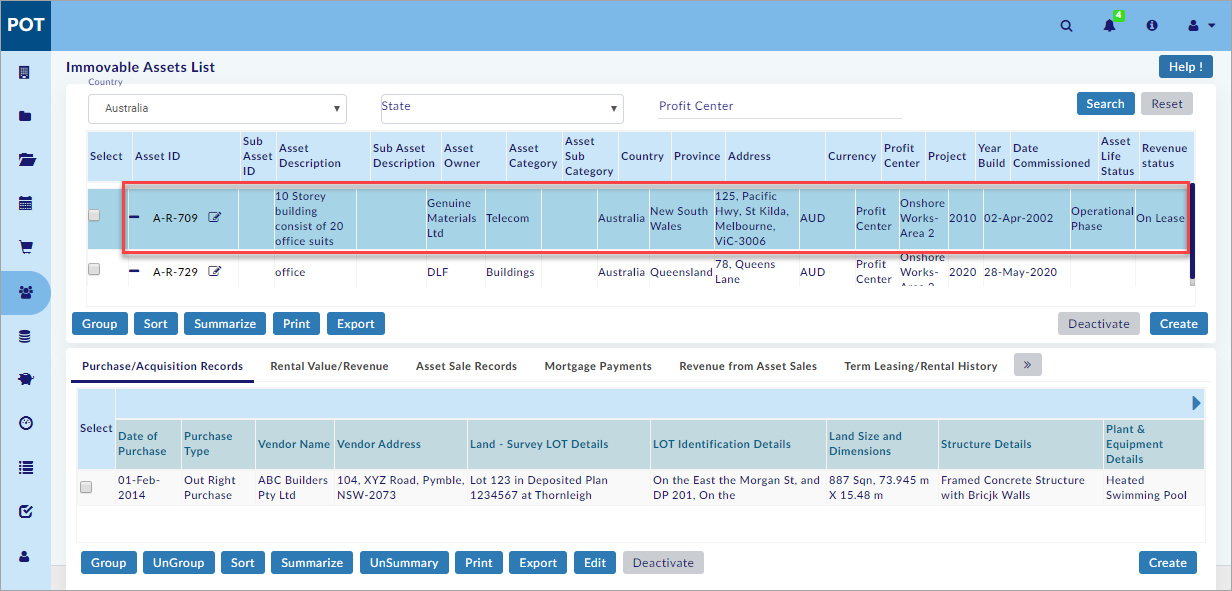 POT
4
Immovable Assets List
Help !
Country
Australia
State
Profit Center
Search
Reset
Select
Asset ID
Sub
Asset
ID
Asset
Description
Sub Asset
Description
Asset
Owner
Asset
Category
Asset
Sub
Category
Country
Province
Address
Currency
Profit
Center
Project
Year
Build
Date
Commissioned
Asset
Life
Status
Revenue
status
A-R-709
10 Storey
building
consist of 20
office suits
Genuine
Materials
Ltd
Telecom
Australia
New South
Wales
125, Pacific
Hwy, St Kilda,
Melbourne,
ViC-3006
AUD
Profit
Center
Onshore
Works-
Area 2
2010
02-Apr-2002
Operational
Phase
On Lease
A-R-729
office
DLF
Buildings
Australia
Queensland
78, Queens
Lane
AUD
Profit
Center
Onshore
Works-
Area 2
2020
28-May-2020
Group
Sort
Summarize
Print
Export
Deactivate
Create
Purchase/Acquisition Records
Rental Value/Revenue
Asset Sale Records
Mortgage Payments
Revenue from Asset Sales
Term Leasing/Rental History
»
Select
Date of
Purchase
Purchase
Type
Vendor Name
Vendor Address
Land - Survey LOT Details
LOT Identification Details
Land Size and
Dimensions
Structure Details
Plant &
Equipment
Details
01-Feb-
2014
Out Right
Purchase
ABC Builders
Pty Ltd
104, XYZ Road, Pymble,
NSW-2073
Lot 123 in Deposited Plan
1234567 at Thornleigh
On the East the Morgan St, and
DP 201, On the
887 Sqn, 73.945 m
X 15.48 m
Framed Concrete Structure
with Bricjk Walls
Heated
Swimming Pool
Group
UnGroup
Sort
Summarize
UnSummary
Print
Export
Edit
Deactivate
Create